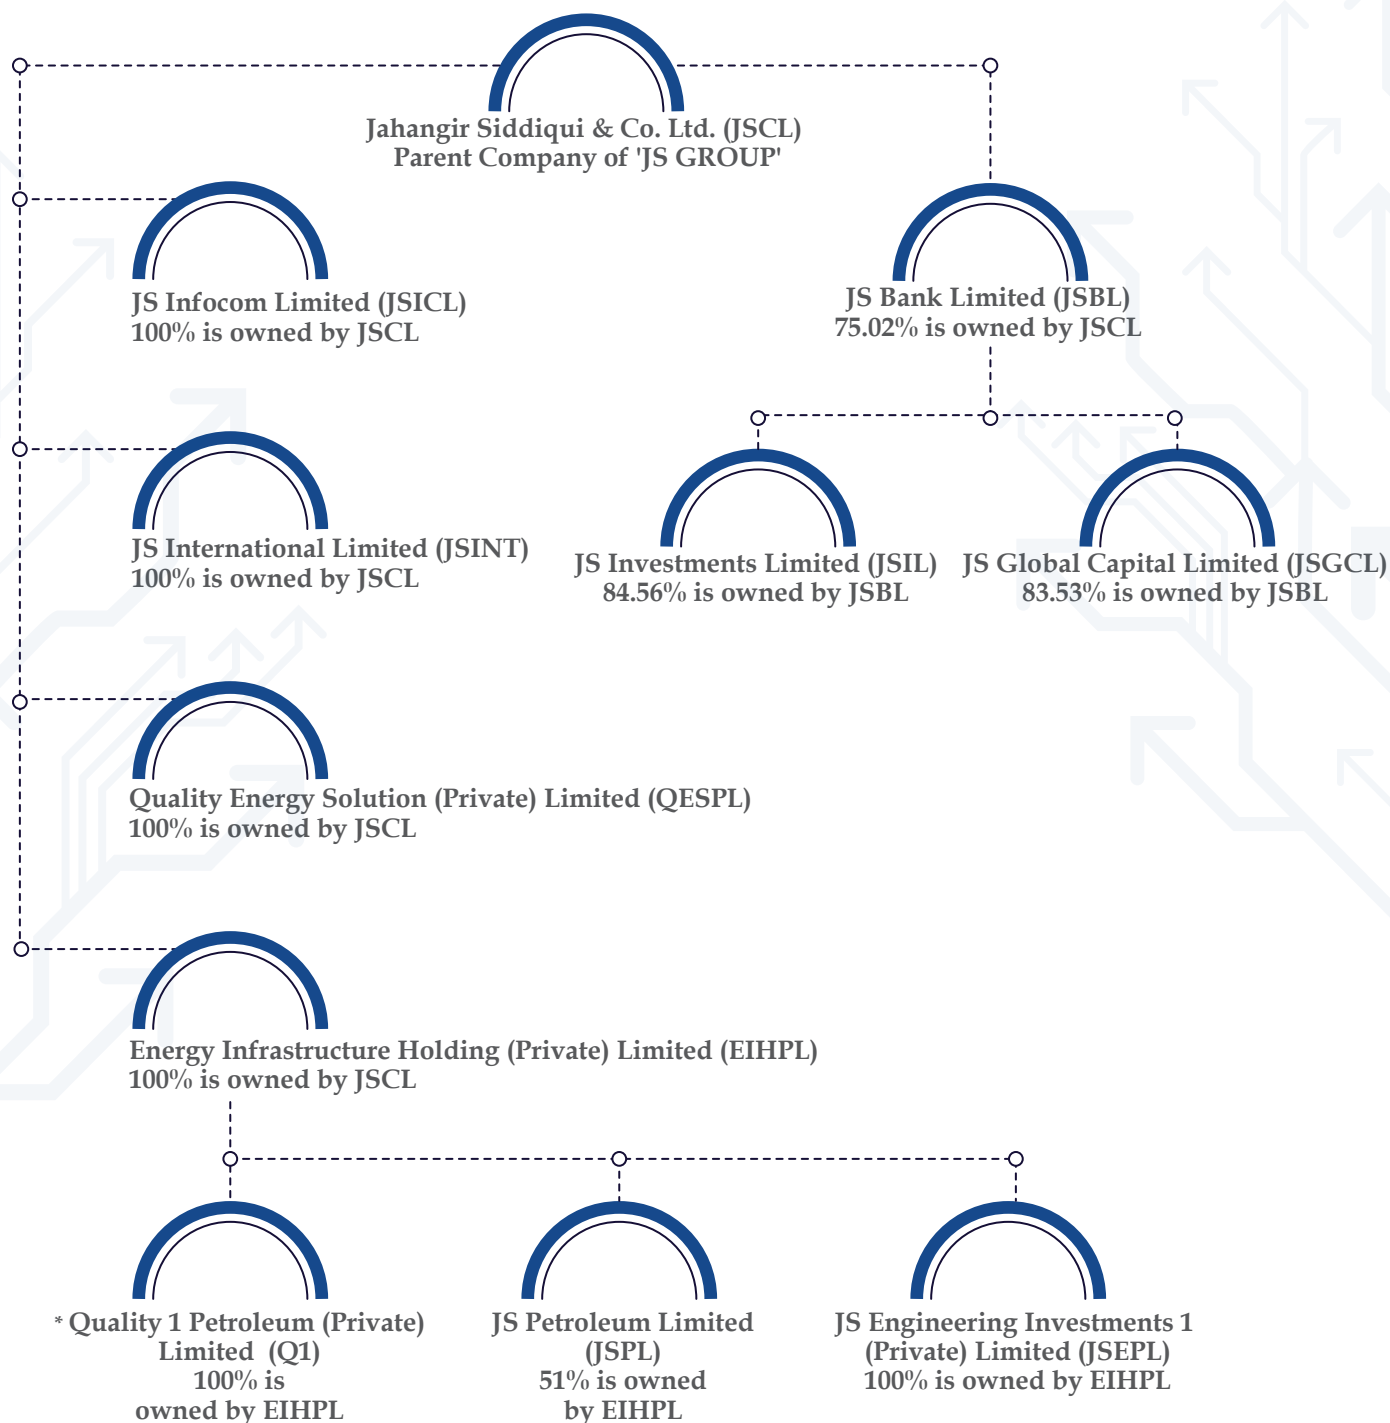 Jahangir Siddiqui & Co. Ltd. (JSCL)
Parent Company of 'JS GROUP'
JS Infocom Limited (JSICL)
100% is owned by JSCL
JS Bank Limited (JSBL)
75.02% is owned by JSCL
JS International Limited (JSINT)
100% is owned by JSCL
JS Investments Limited (JSIL)
84.56% is owned by JSBL
JS Global Capital Limited (JSGCL)
83.53% is owned by JSBL
Quality Energy Solution (Private) Limited (QESPL)
100% is owned by JSCL
Energy Infrastructure Holding (Private) Limited (EIHPL)
100% is owned by JSCL
* Quality 1 Petroleum (Private)
Limited (Q1)
100% is
owned by EIHPL
JS Petroleum Limited
(JSPL)
51% is owned
by EIHPL
JS Engineering Investments 1
(Private) Limited (JSEPL)
100% is owned by EIHPL